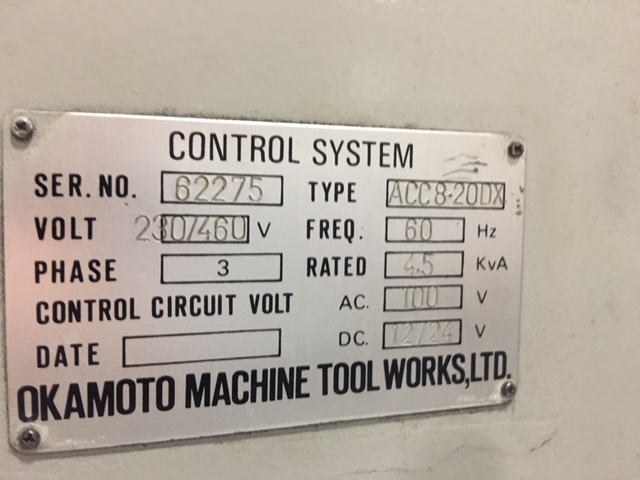 CONTROL SYSTEM
SER. NO. 62275 TYPE ACC8-20DX
VOLT 230/460 V FREQ. 60 Hz
PHASE 3 RATED 4.5 KVA
CONTROL CIRCUIT VOLT AC. 100 V
DATE DC. 12/24 V
OKAMOTO MACHINE TOOL WORKS, LTD.